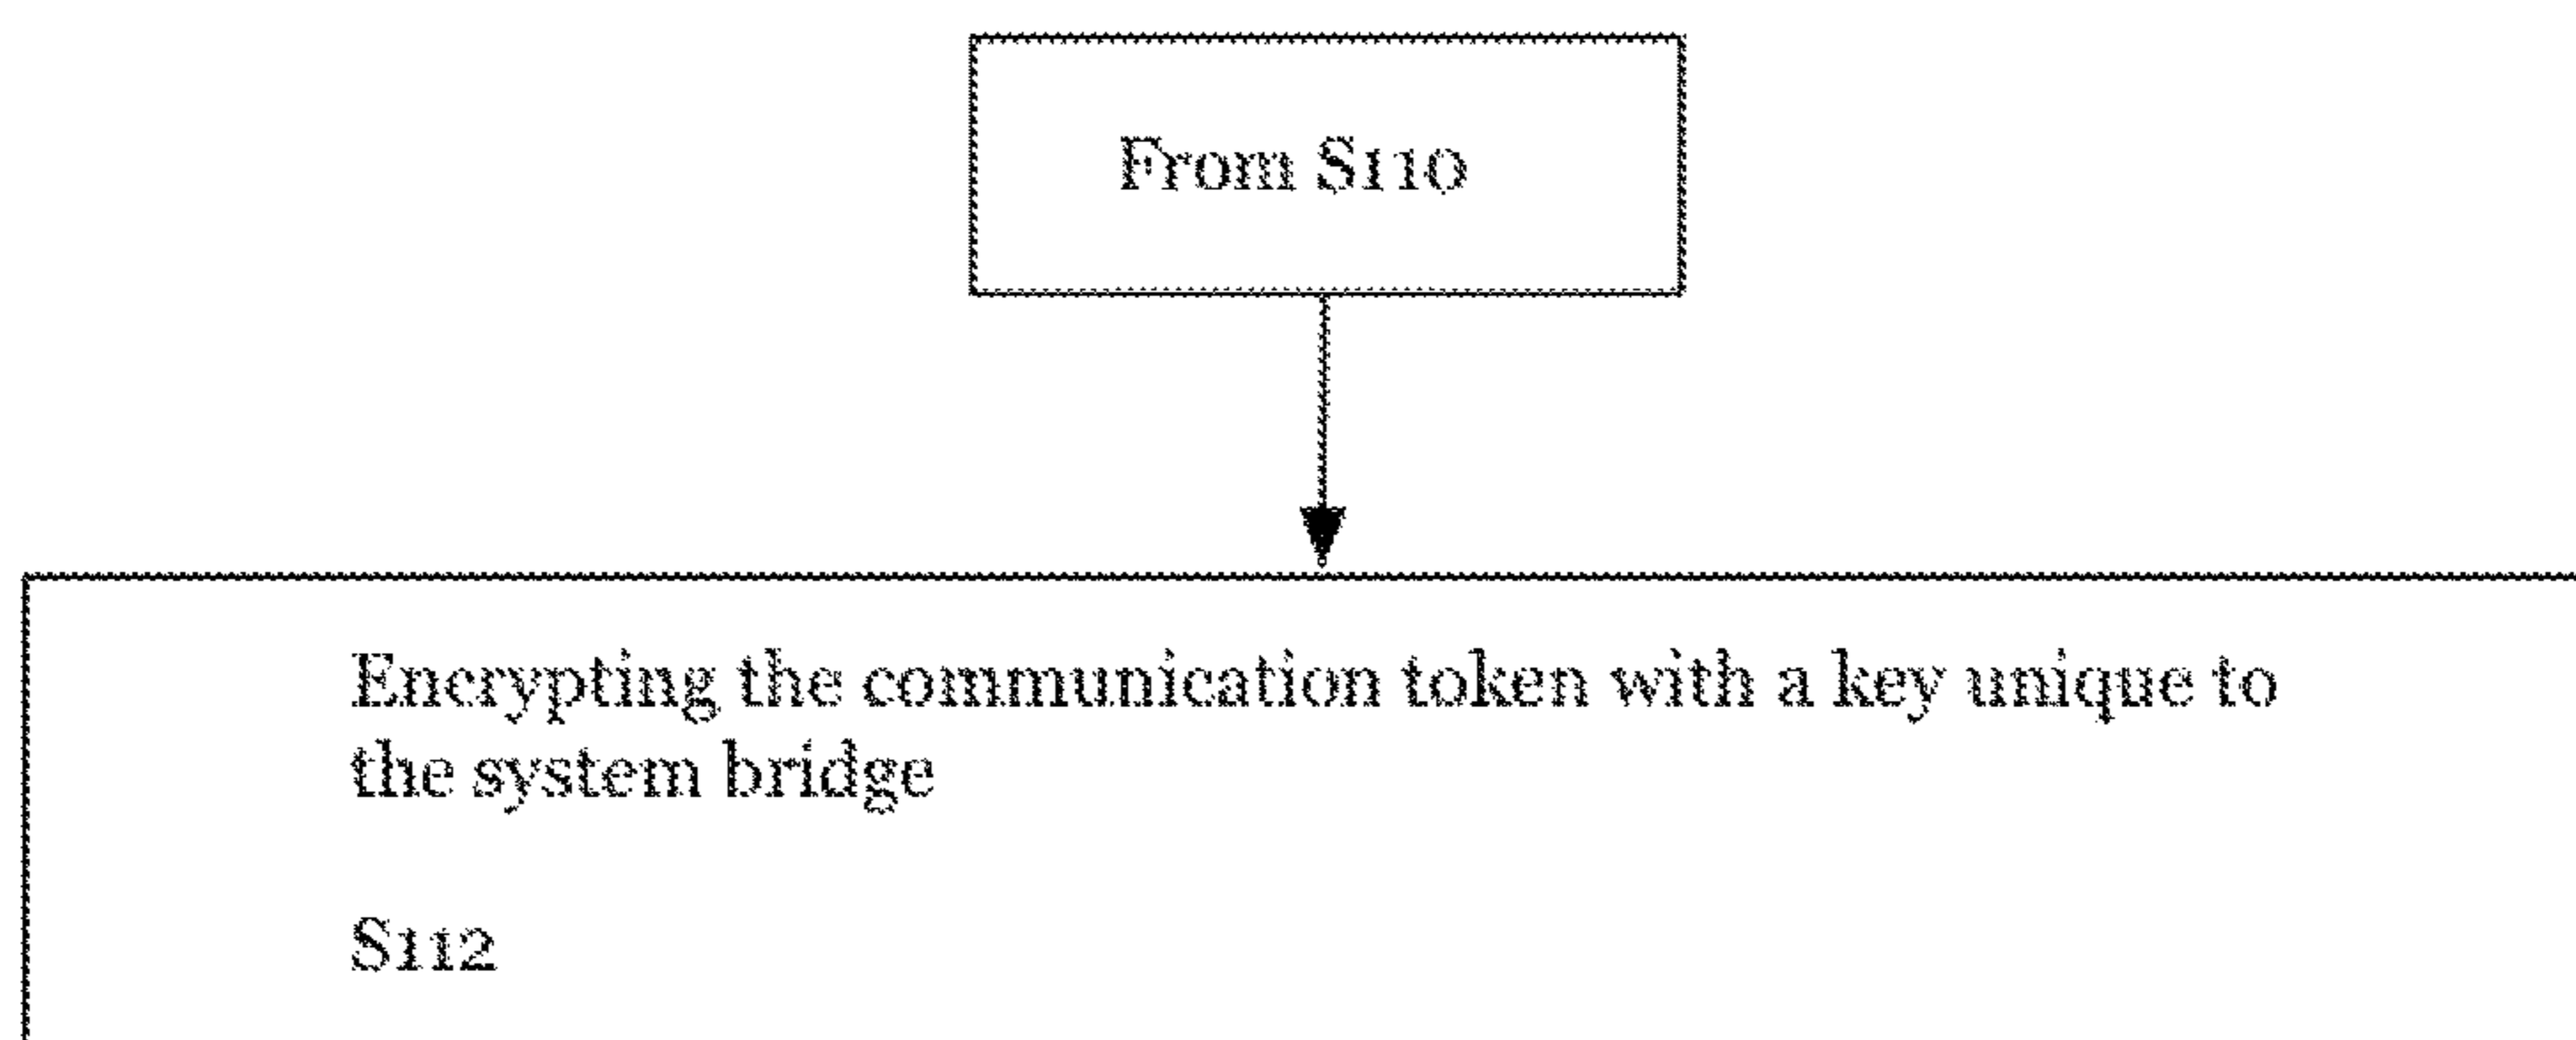 From S110
Encrypting the communication token with a key unique to
the system bridge
S112